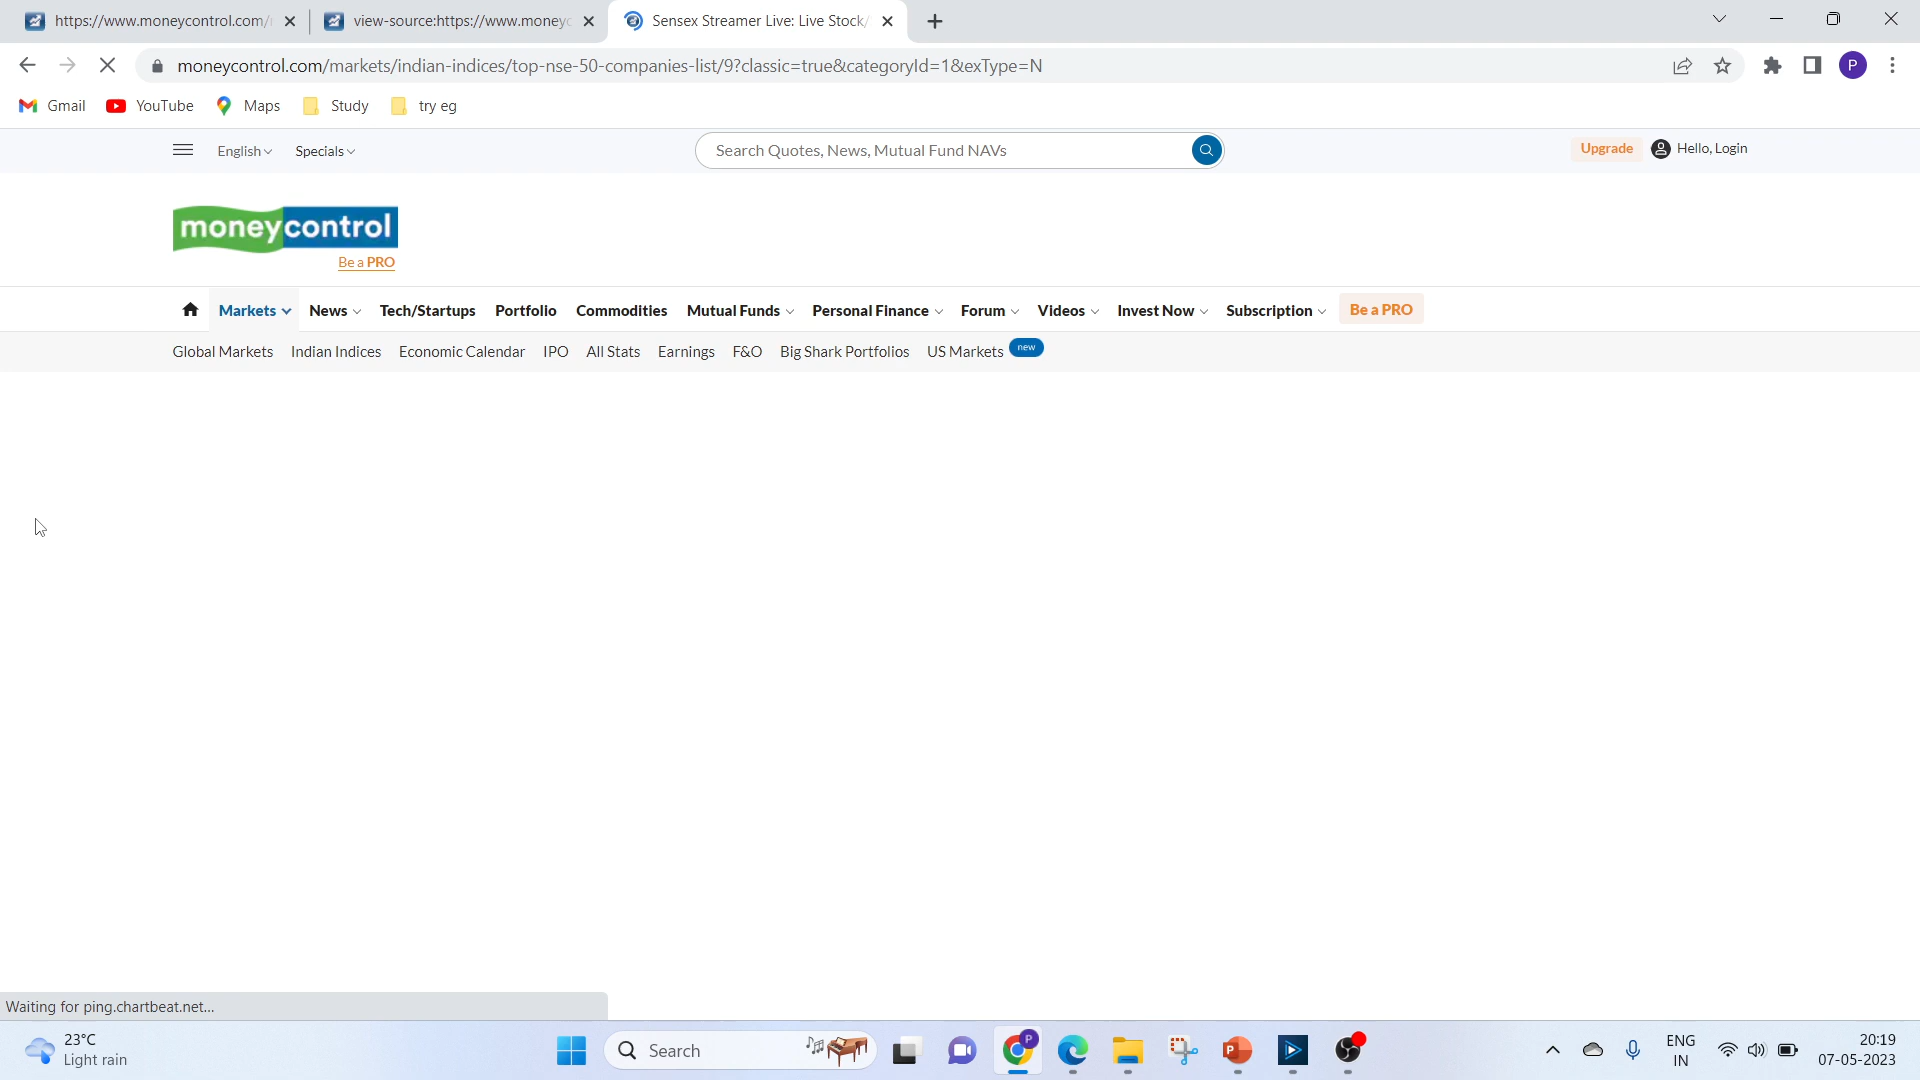 https://www.moneycontrol.com/
view-source:https://www.moneyc
Sensex Streamer Live: Live Stock/
moneycontrol.com/markets/indian-indices/top-nse-50-companies-list/9?classic=true&categoryId=1&exType=N
P
Gmail
YouTube
Maps
Study
try eg
English
Specials
Search Quotes, News, Mutual Fund NAVs
Upgrade
Hello, Login
moneycontrol
Be a PRO
Markets
News
Tech/Startups
Portfolio
Commodities
Mutual Funds
Personal Finance
Forum
Videos
Invest Now
Subscription
Be a PRO
Global Markets
Indian Indices
Economic Calendar
IPO
All Stats
Earnings
F&O
Big Shark Portfolios
US Markets
new
Waiting for ping.chartbeat.net...
23°C
Light rain
Search
P
P
ENG
IN
20:19
07-05-2023